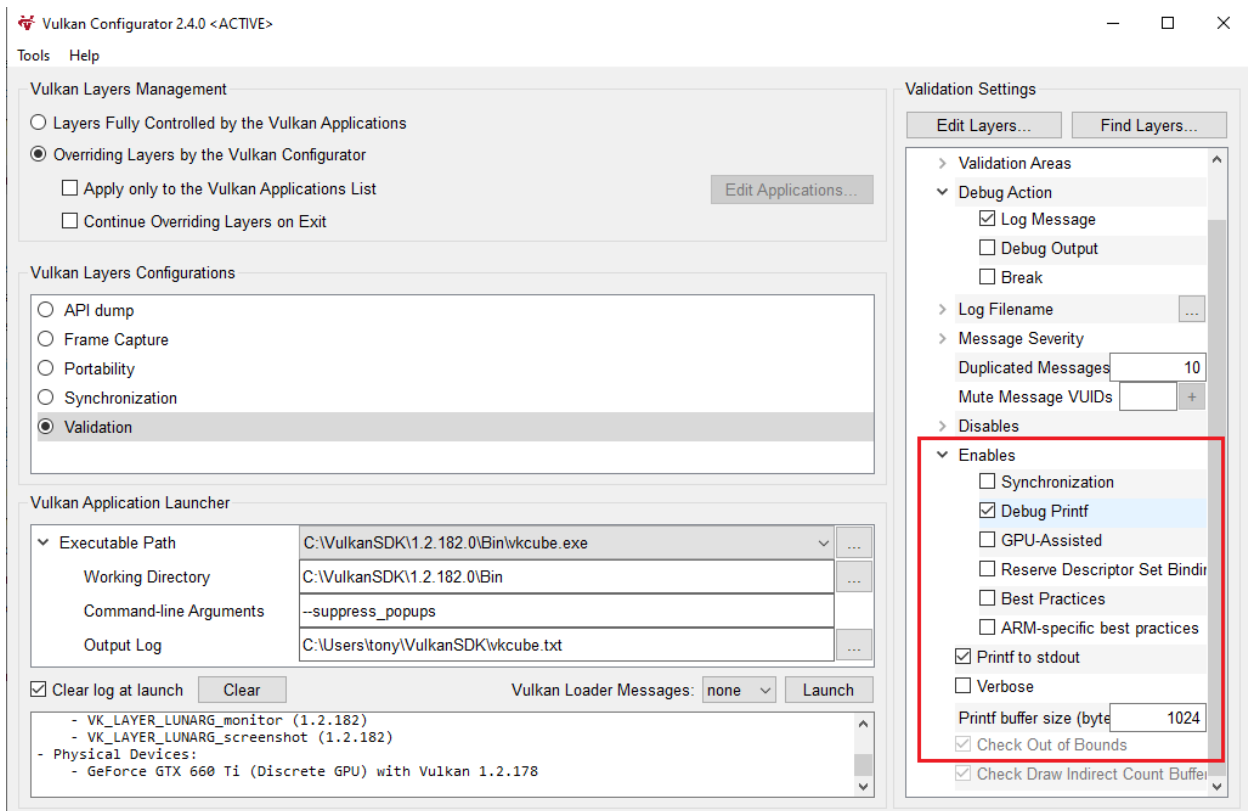 Vulkan Configurator 2.4.0 <ACTIVE>
Tools Help
Vulkan Layers Management
Layers Fully Controlled by the Vulkan Applications
Overriding Layers by the Vulkan Configurator
Apply only to the Vulkan Applications List
Edit Applications...
Continue Overriding Layers on Exit
Vulkan Layers Configurations
API dump
Frame Capture
Portability
Synchronization
Validation
Vulkan Application Launcher
Executable Path C:\VulkanSDK\1.2.182.0\Bin\vkcube.exe ...
Working Directory C:\VulkanSDK\1.2.182.0\Bin ...
Command-line Arguments --suppress_popups
Output Log C:\Users\tony\VulkanSDK\vkcube.txt ...
Clear log at launch Clear Vulkan Loader Messages: none Launch
- VK_LAYER_LUNARG_monitor (1.2.182)
- VK_LAYER_LUNARG_screenshot (1.2.182)
- Physical Devices:
- GeForce GTX 660 Ti (Discrete GPU) with Vulkan 1.2.178
Validation Settings
Edit Layers... Find Layers...
Validation Areas
Debug Action
Log Message
Debug Output
Break
Log Filename ...
Message Severity
Duplicated Messages 10
Mute Message VUIDs +
Disables
Enables
Synchronization
Debug Printf
GPU-Assisted
Reserve Descriptor Set Bindin
Best Practices
ARM-specific best practices
Printf to stdout
Verbose
Printf buffer size (byte 1024
Check Out of Bounds
Check Draw Indirect Count Buffer